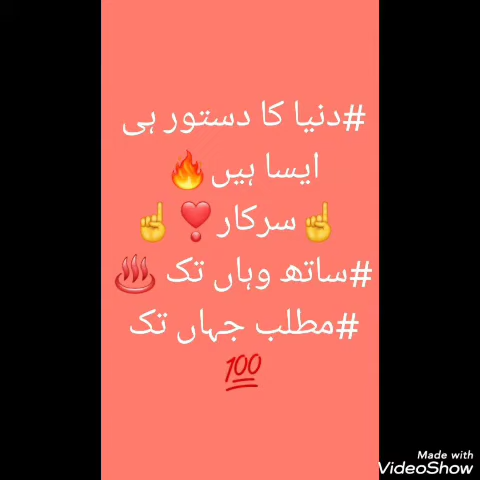 #دنیا کا دستور ہی
ایسا ہیں🔥
☝️سرکار❣️☝️
#ساتھ وہاں تک ♨️
#مطلب جہاں تک
💯
Made with
VideoShow